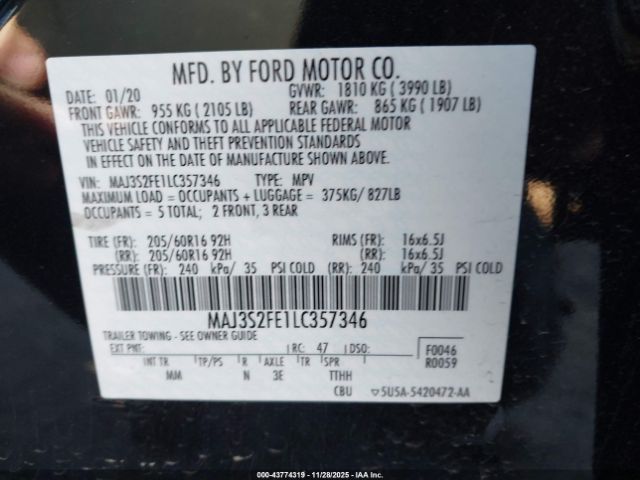 MFD. BY FORD MOTOR CO.
DATE: 01/20 GVWR: 1810 KG ( 3990 LB)
FRONT GAWR: 955 KG ( 2105 LB) REAR GAWR: 865 KG ( 1907 LB)
THIS VEHICLE CONFORMS TO ALL APPLICABLE FEDERAL MOTOR
VEHICLE SAFETY AND THEFT PREVENTION STANDARDS
IN EFFECT ON THE DATE OF MANUFACTURE SHOWN ABOVE.
VIN: MAJ3S2FE1LC357346 TYPE: MPV
MAXIMUM LOAD = OCCUPANTS + LUGGAGE = 375KG/ 827LB
OCCUPANTS = 5 TOTAL; 2 FRONT, 3 REAR
TIRE (FR): 205/60R16 92H RIMS (FR): 16x6.5J
(RR): 205/60R16 92H (RR): 16x6.5J
PRESSURE (FR): 240 kPa/ 35 PSI COLD (RR): 240 kPa/ 35 PSI COLD
MAJ3S2FE1LC357346
TRAILER TOWING - SEE OWNER GUIDE
EXT PNT: RC: 47 DSO: F0046
INT TR TP/PS R AXLE TR SPR R0059
MM N 3E TTHH
CBU 5U5A-5420472-AA
000-43774319 | 11/28/2025 | IAA Inc.